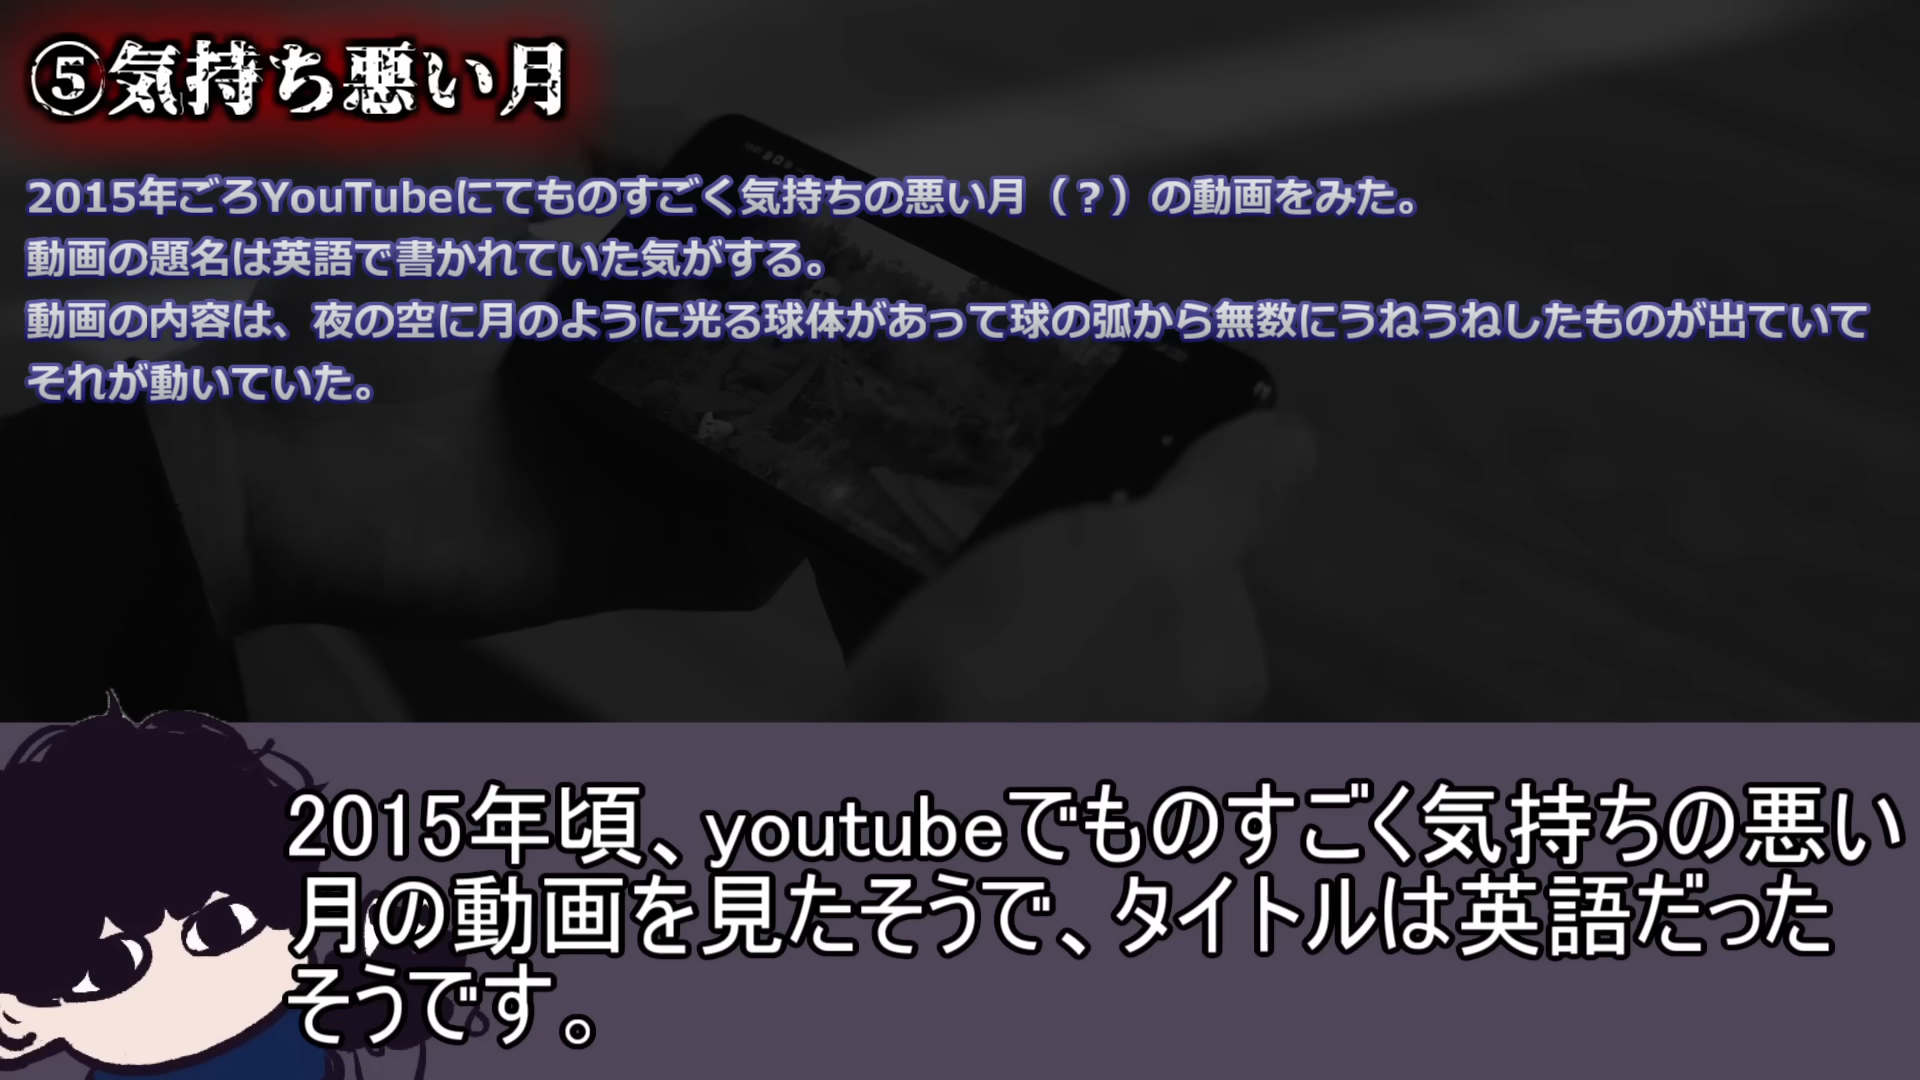 ⑤気持ち悪い月
2015年ごろYouTubeにてものすごく気持ちの悪い月（？）の動画をみた。
動画の題名は英語で書かれていた気がする。
動画の内容は、夜の空に月のように光る球体があって球の弧から無数にうねうねしたものが出ていて
それが動いていた。
2015年頃、youtubeでものすごく気持ちの悪い
月の動画を見たそうで、タイトルは英語だった
そうです。